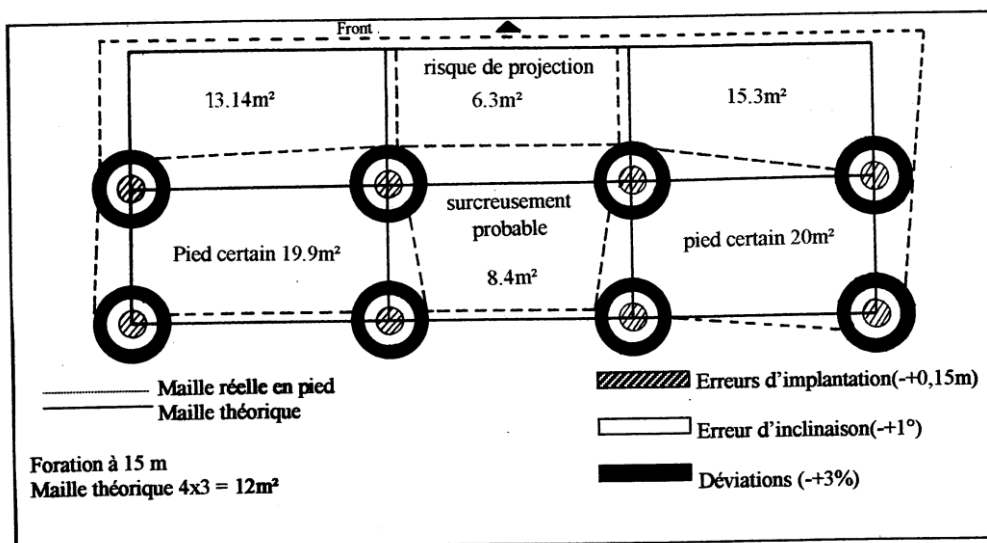 Front
risque de projection
13.14m²
6.3m²
15.3m²
surcreusement
probable
Pied certain 19.9m²
pied certain 20m²
8.4m²
Maille réelle en pied
Maille théorique
Foration à 15 m
Maille théorique 4x3 = 12m²
Erreurs d'implantation(-+0,15m)
Erreur d'inclinaison(-+1°)
Déviations (-+3%)